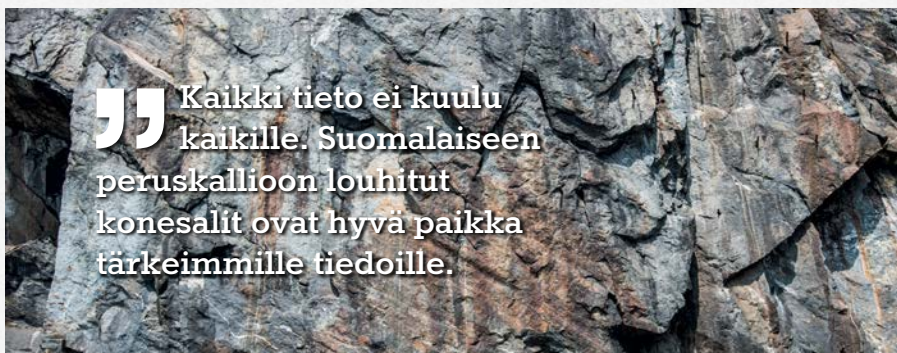 ” Kaikki tieto ei kuulu
kaikille. Suomalaiseen
peruskallioon louhitut
konesalit ovat hyvä paikka
tärkeimmille tiedoille.